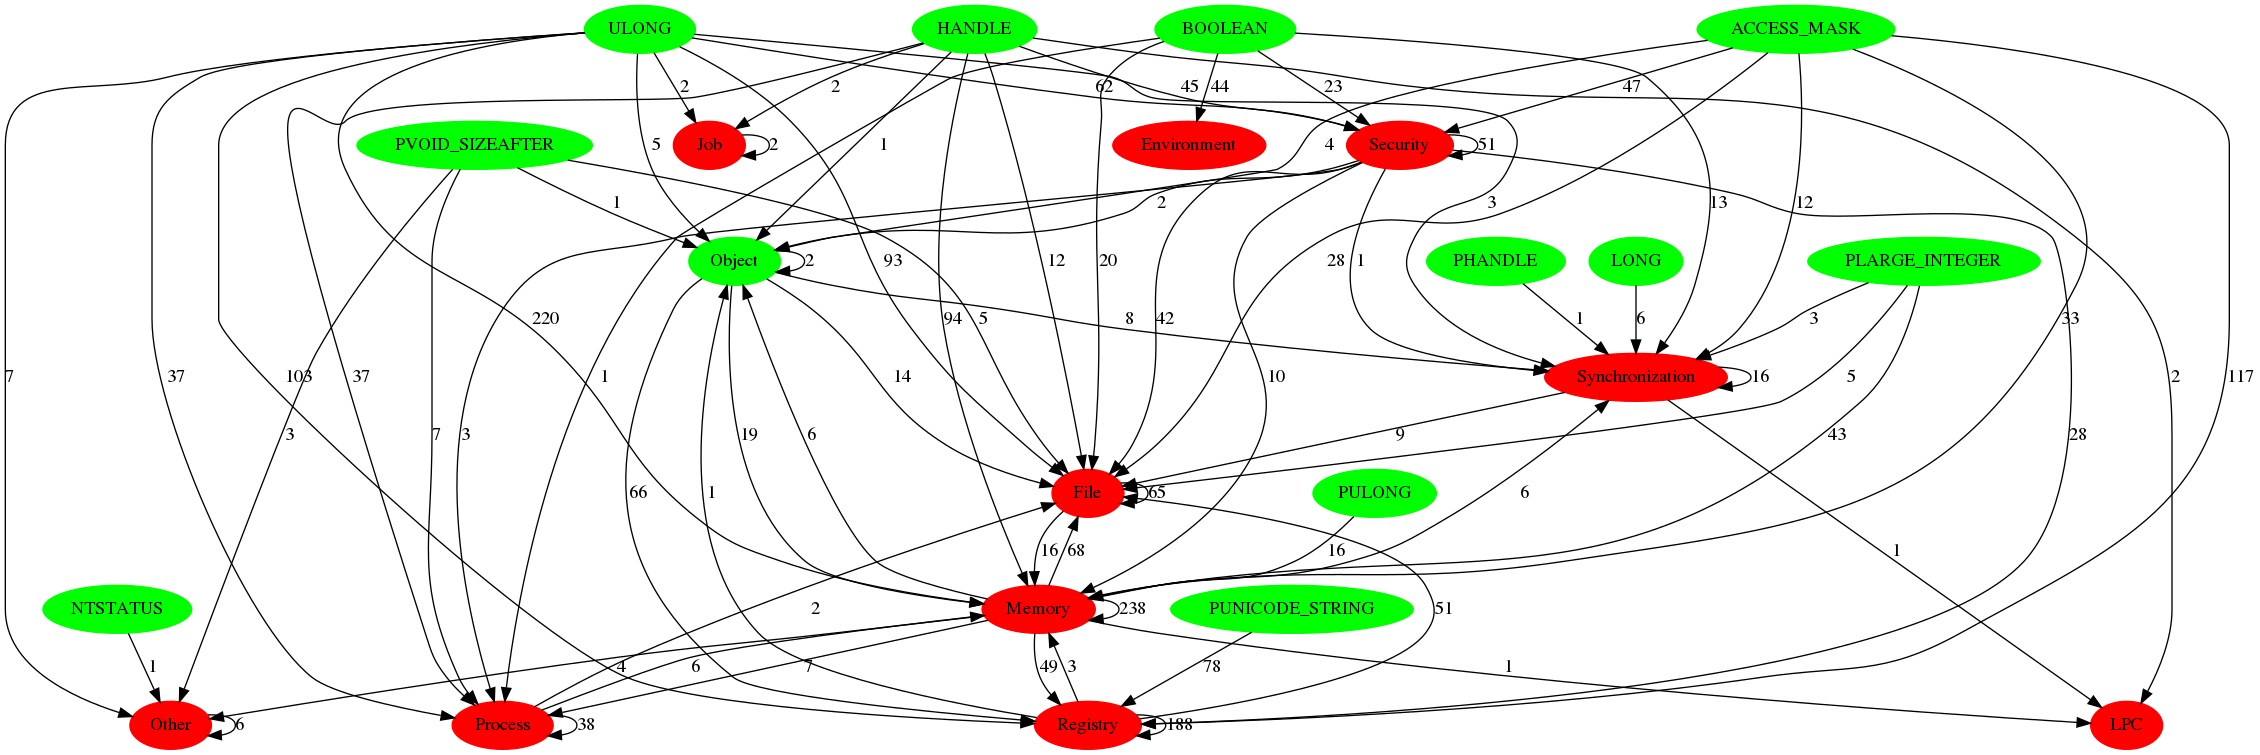 ULONG HANDLE BOOLEAN ACCESS_MASK
2 2 62 45 44 23 47
PVOID_SIZEAFTER Job 2 Environment Security 51
1 5 1 4 2 3 13 12
Object 2 PHANDLE LONG PLARGE_INTEGER
220 93 12 20 28 8 42 1 1 6 3 33
7 37 103 37 1 14 5 94 10 Synchronization 16 5 2 117
3 7 3 19 6 9 43 28
66 1 File 65 PULONG
16 68 16 6 1
NTSTATUS 2 Memory 238 PUNICODE_STRING 51
1 4 6 7 49 3 78 1
Other 6 Process 38 Registry 188 LPC